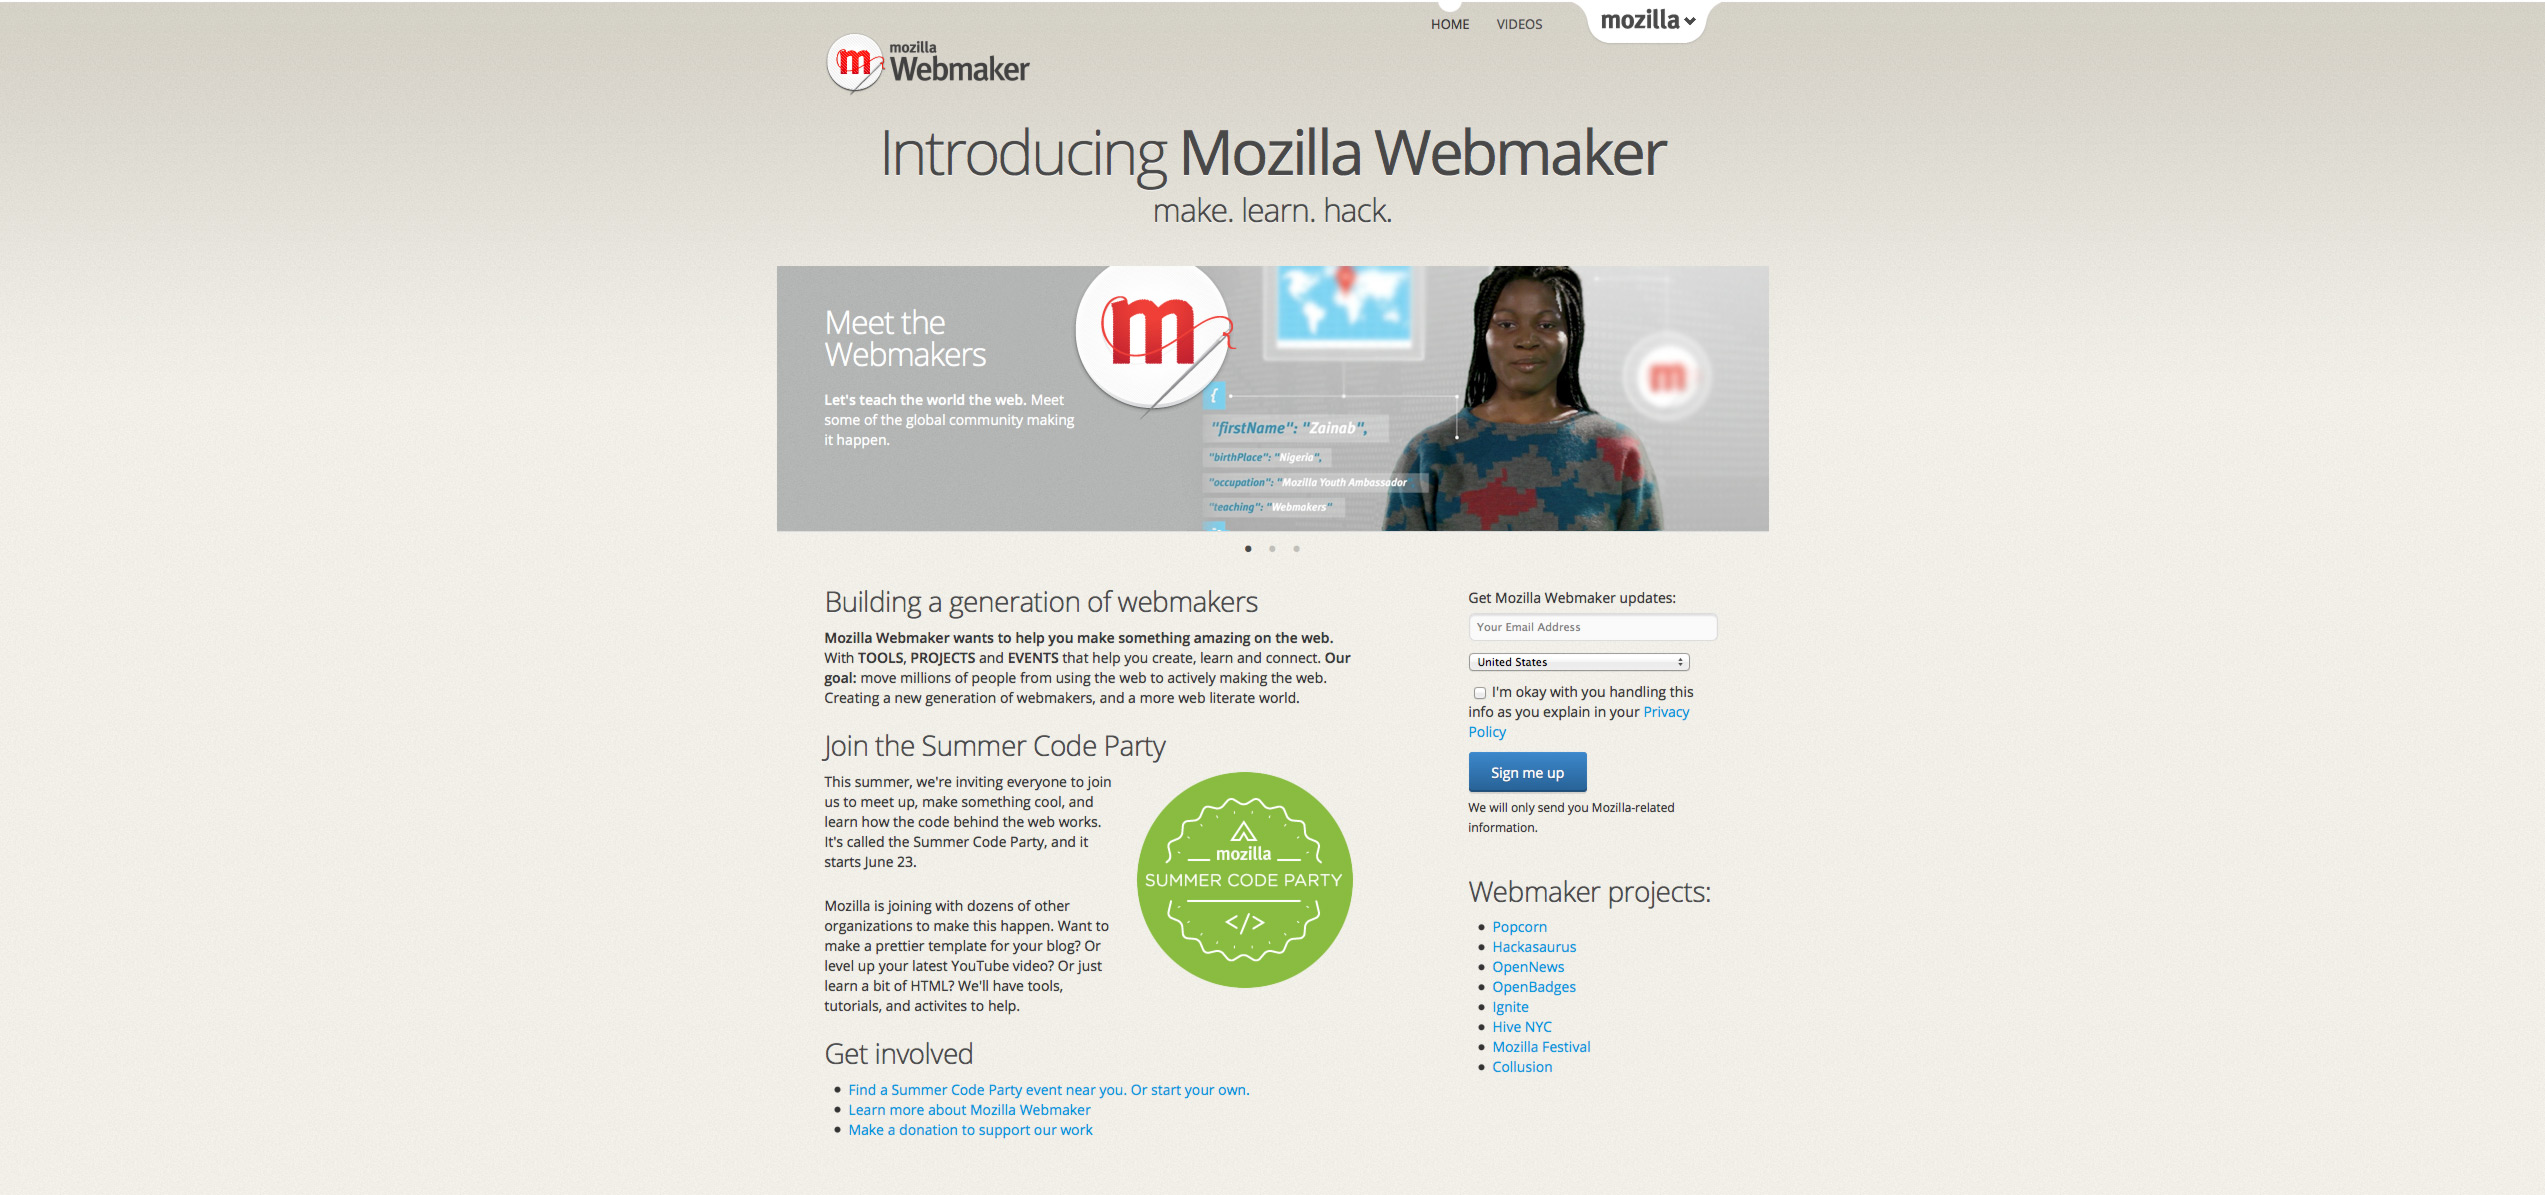 HOME
VIDEOS
mozilla
mozilla
Webmaker
Introducing Mozilla Webmaker
make. learn. hack.
Meet the
Webmakers
Let's teach the world the web. Meet
some of the global community making
it happen.
m
{
"firstName": "Zainab",
"birthPlace": "Nigeria",
"occupation": "Mozilla Youth Ambassador
"teaching": "Webmakers"
m
Building a generation of webmakers
Mozilla Webmaker wants to help you make something amazing on the web.
With TOOLS, PROJECTS and EVENTS that help you create, learn and connect. Our
goal: move millions of people from using the web to actively making the web.
Creating a new generation of webmakers, and a more web literate world.
Join the Summer Code Party
This summer, we're inviting everyone to join
us to meet up, make something cool, and
learn how the code behind the web works.
It's called the Summer Code Party, and it
starts June 23.
Mozilla is joining with dozens of other
organizations to make this happen. Want to
make a prettier template for your blog? Or
level up your latest YouTube video? Or just
learn a bit of HTML? We'll have tools,
tutorials, and activites to help.
mozilla
SUMMER CODE PARTY
</>
Get involved
Find a Summer Code Party event near you. Or start your own.
Learn more about Mozilla Webmaker
Make a donation to support our work
Get Mozilla Webmaker updates:
Your Email Address
United States
I'm okay with you handling this
info as you explain in your Privacy
Policy
Sign me up
We will only send you Mozilla-related
information.
Webmaker projects:
Popcorn
Hackasaurus
OpenNews
OpenBadges
Ignite
Hive NYC
Mozilla Festival
Collusion